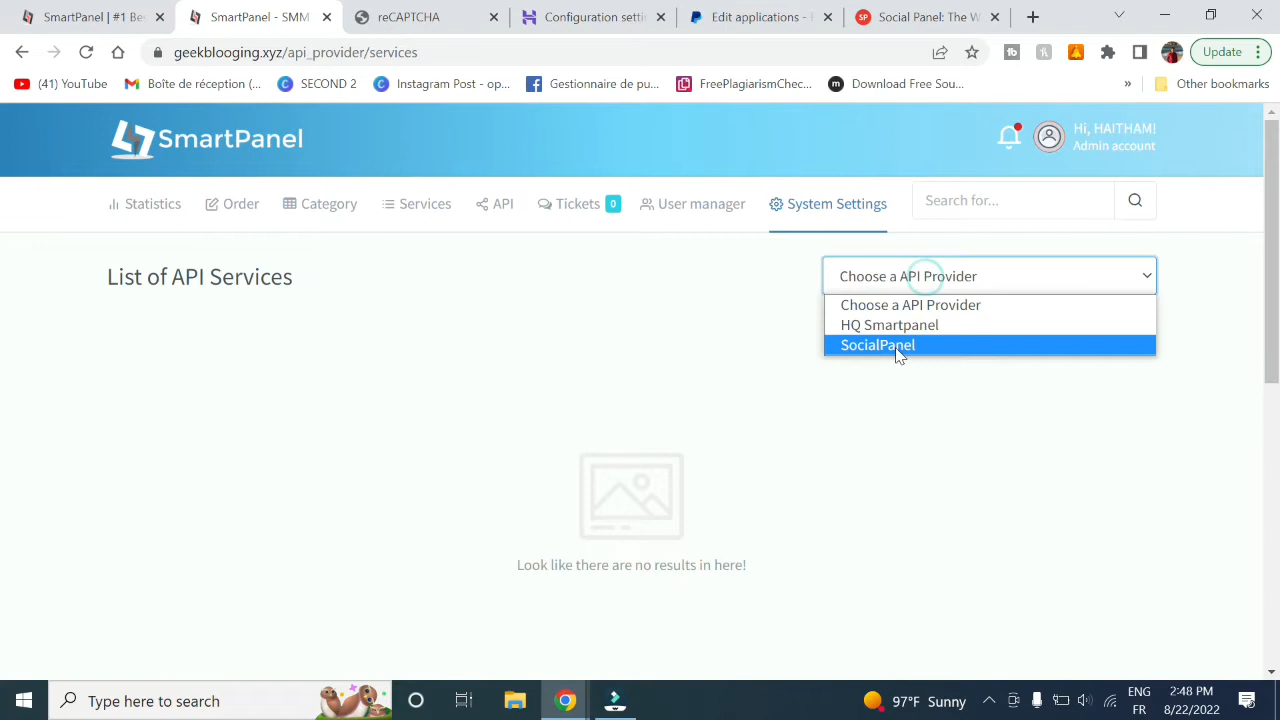 SmartPanel | #1 Bes
SmartPanel - SMM
reCAPTCHA
Configuration setti
Edit applications - 
Social Panel: The W
geekblooging.xyz/api_provider/services
Update
(41) YouTube
Boîte de réception (...
SECOND 2
Instagram Post - op...
Gestionnaire de pu...
FreePlagiarismChec...
Download Free Sou...
»
Other bookmarks
SmartPanel
Hi, HAITHAM!
Admin account
Statistics
Order
Category
Services
API
Tickets 0
User manager
System Settings
Search for...
List of API Services
Choose a API Provider
Choose a API Provider
HQ Smartpanel
SocialPanel
Look like there are no results in here!
Type here to search
97°F Sunny
ENG
FR
2:48 PM
8/22/2022